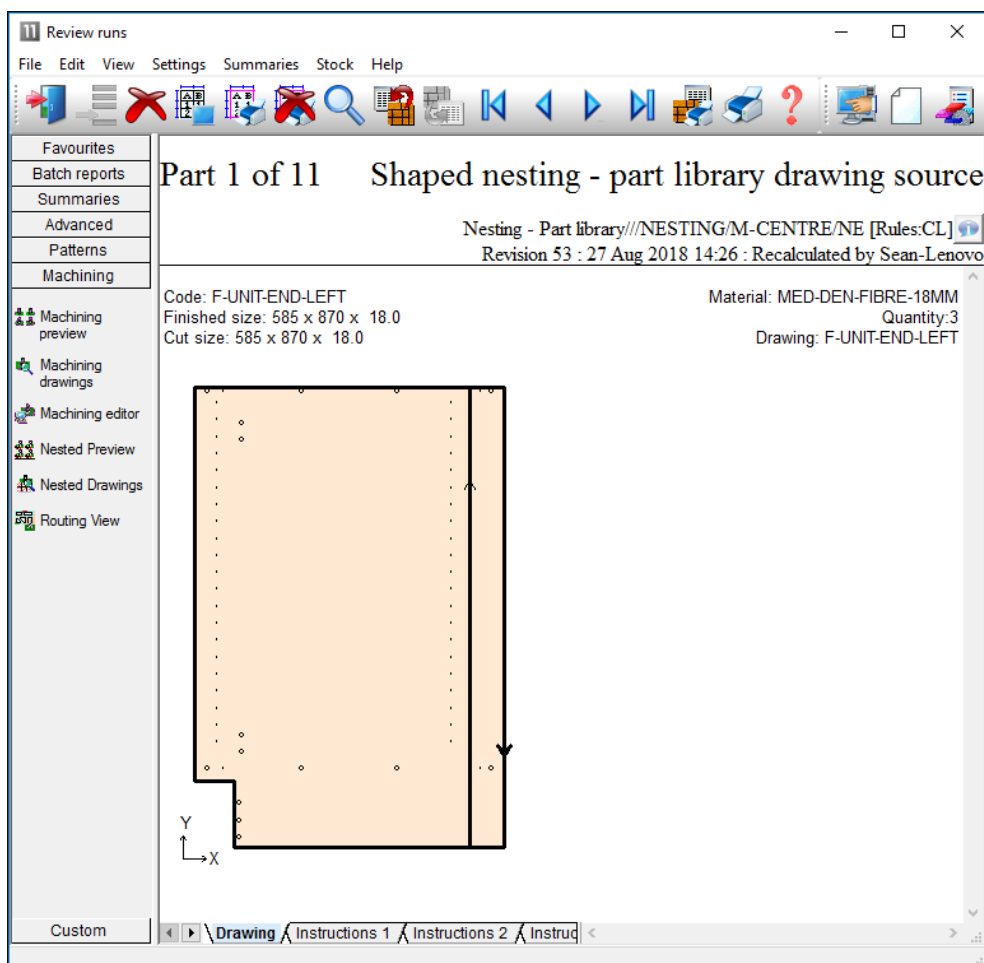 11 Review runs
File Edit View Settings Summaries Stock Help
Favourites
Batch reports
Summaries
Advanced
Patterns
Machining
Machining
preview
Machining
drawings
Machining editor
Nested Preview
Nested Drawings
Routing View
Custom
Part 1 of 11 Shaped nesting - part library drawing source
Nesting - Part library///NESTING/M-CENTRE/NE [Rules:CL]
Revision 53 : 27 Aug 2018 14:26 : Recalculated by Sean-Lenovo
Code: F-UNIT-END-LEFT Material: MED-DEN-FIBRE-18MM
Finished size: 585 x 870 x 18.0 Quantity:3
Cut size: 585 x 870 x 18.0 Drawing: F-UNIT-END-LEFT
Y
X
Drawing Instructions 1 Instructions 2 Instruc